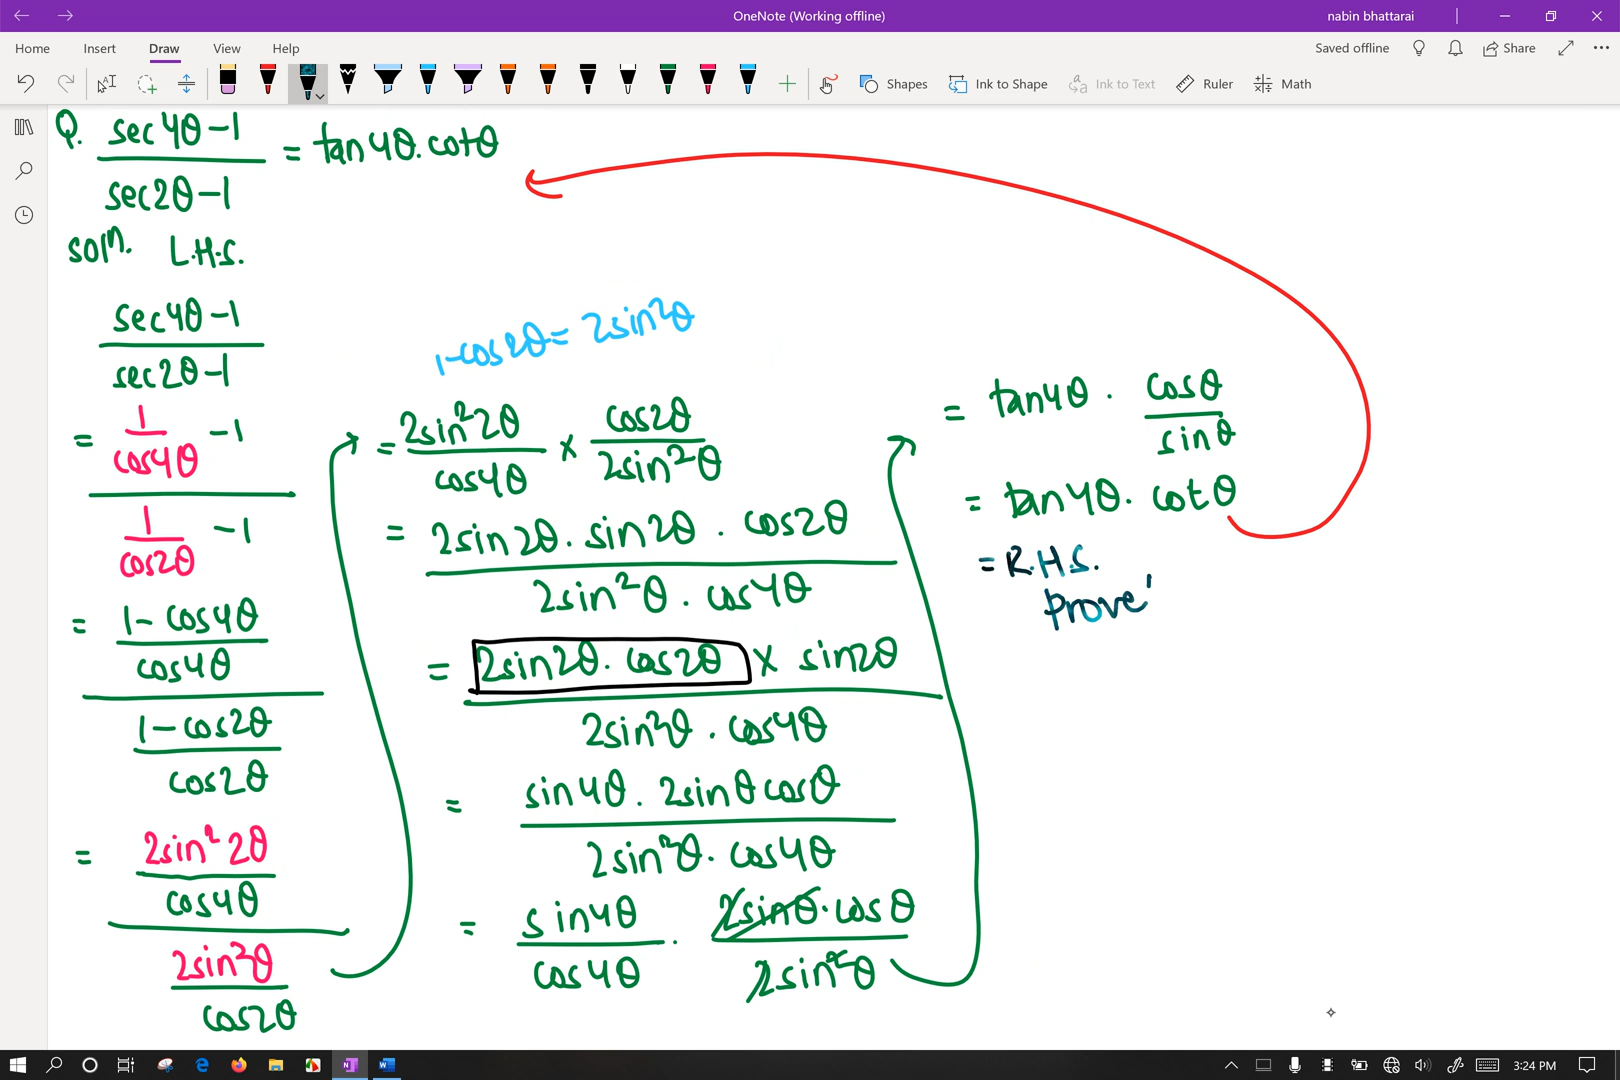 OneNote (Working offline)
nabin bhattarai
Home Insert Draw View Help
Saved offline
Share
Shapes
Ink to Shape
Ink to Text
Ruler
Math
Q. sec4θ-1 / sec2θ-1 = tan4θ.cotθ
solⁿ. L.H.S.
sec4θ-1 / sec2θ-1
= 1/cos4θ -1 / 1/cos2θ -1
= 1-cos4θ / cos4θ / 1-cos2θ / cos2θ
= 2sin²2θ / cos4θ / 2sin²θ / cos2θ
1-cos2θ = 2sin²θ
= 2sin²2θ / cos4θ × cos2θ / 2sin²θ
= 2sin2θ.sin2θ.cos2θ / 2sin²θ.cos4θ
= 2sin2θ.cos2θ × sin2θ / 2sin²θ.cos4θ
= sin4θ.2sinθcosθ / 2sin²θ.cos4θ
= sin4θ / cos4θ . 2sinθ.cosθ / 2sin²θ
= tan4θ . cosθ / sinθ
= tan4θ. cotθ
= R.H.S.
prove'
3:24 PM